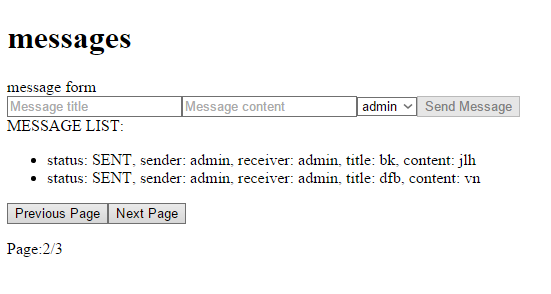 messages
message form
Message title Message content admin Send Message
MESSAGE LIST:
status: SENT, sender: admin, receiver: admin, title: bk, content: jlh
status: SENT, sender: admin, receiver: admin, title: dfb, content: vn
Previous Page Next Page
Page:2/3